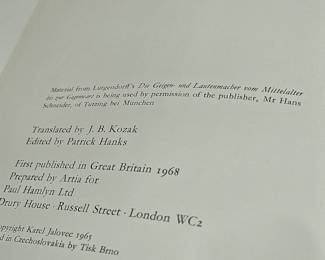 Material from Lutgendorff's Die Geigen- und Lautenmacher vom Mittelalter
bis zur Gegenwart is being used by permission of the publisher, Mr Hans
Schneider, of Tutzing bei Munchen
Translated by J. B. Kozak
Edited by Patrick Hanks
First published in Great Britain 1968
Prepared by Artia for
Paul Hamlyn Ltd
Drury House · Russell Street · London WC2
opyright Karel Jalovec 1965
d in Czechoslovakia by Tisk Brno